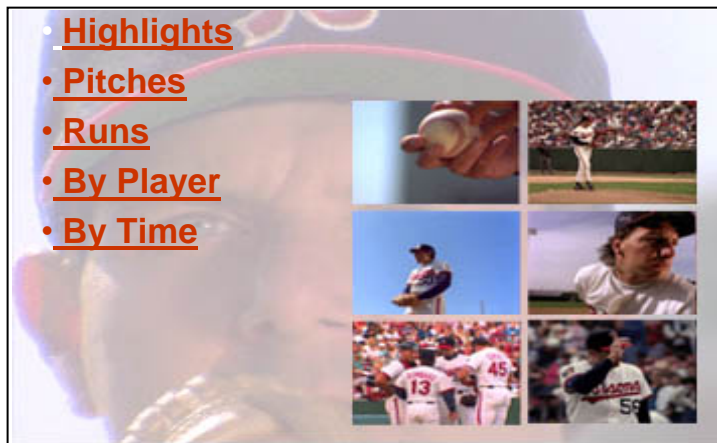 • Highlights
• Pitches
• Runs
• By Player
• By Time
13
45